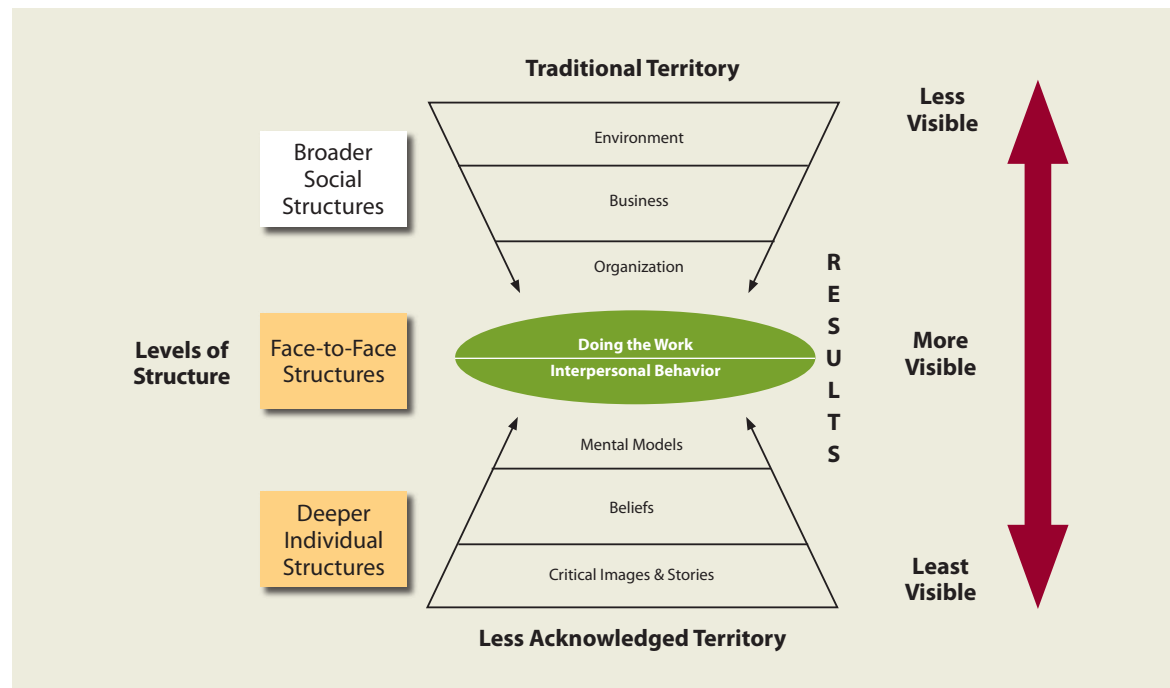 Traditional Territory
Less
Visible
Broader
Social
Structures
Environment
Business
Organization
Levels of
Structure
Face-to-Face
Structures
Doing the Work
Interpersonal Behavior
RESULTS
More
Visible
Mental Models
Deeper
Individual
Structures
Beliefs
Critical Images & Stories
Least
Visible
Less Acknowledged Territory